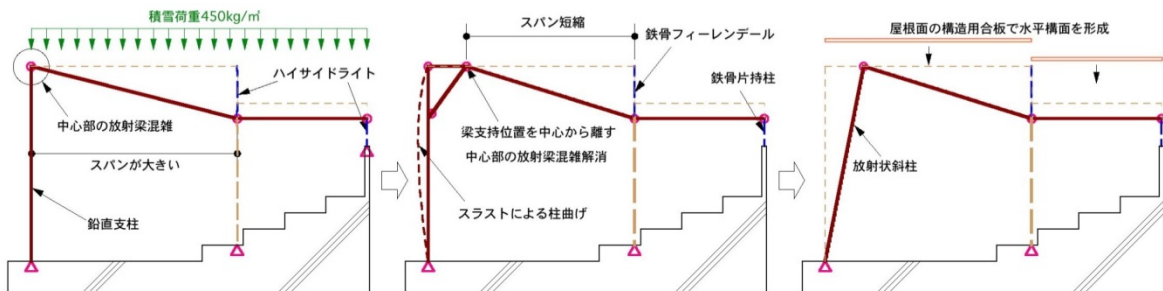 積雪荷重450kg/㎡
ハイサイドライト
中心部の放射梁混雑
スパンが大きい
鉛直支柱
スパン短縮
鉄骨フィーレンデール
鉄骨片持柱
梁支持位置を中心から離す
中心部の放射梁混雑解消
スラストによる柱曲げ
屋根面の構造用合板で水平構面を形成
放射状斜柱